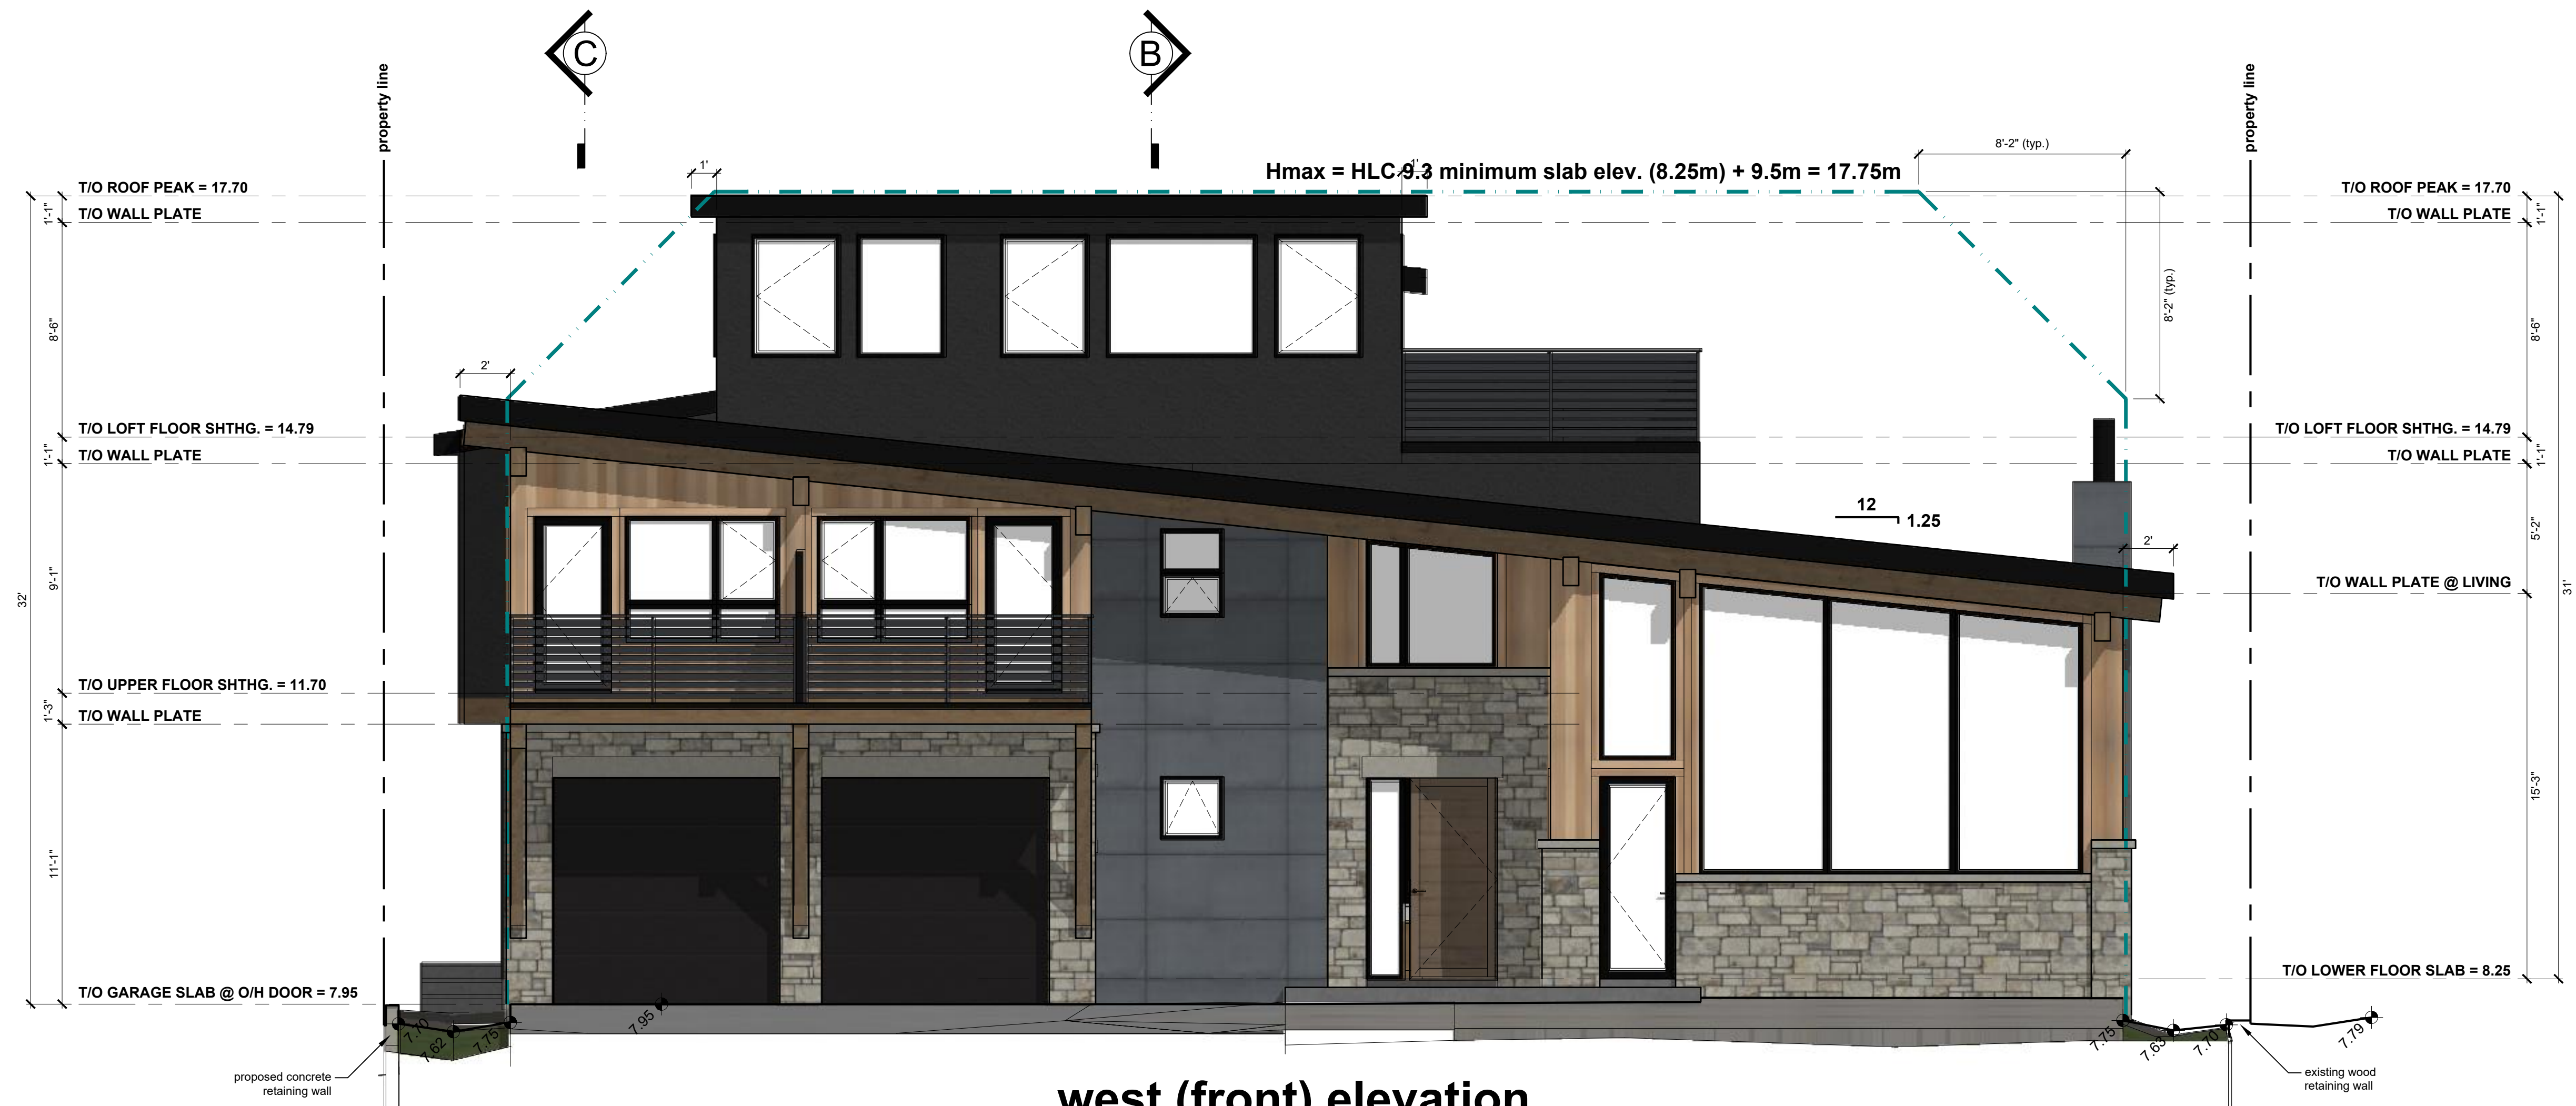 C
B
property line
property line
8'-2" (typ.)
1'
1'
Hmax = HLC 9.3 minimum slab elev. (8.25m) + 9.5m = 17.75m
T/O ROOF PEAK = 17.70
T/O ROOF PEAK = 17.70
1'-1"
T/O WALL PLATE
T/O WALL PLATE
1'-1"
8'-2" (typ.)
8'-6"
8'-6"
2'
T/O LOFT FLOOR SHTHG. = 14.79
T/O LOFT FLOOR SHTHG. = 14.79
1'-1"
T/O WALL PLATE
T/O WALL PLATE
1'-1"
12
1.25
5'-2"
2'
9'-1"
T/O WALL PLATE @ LIVING
32'
31'
T/O UPPER FLOOR SHTHG. = 11.70
1'-3"
T/O WALL PLATE
15'-3"
11'-1"
T/O LOWER FLOOR SLAB = 8.25
T/O GARAGE SLAB @ O/H DOOR = 7.95
7.70
7.62
7.75
7.95
7.75
7.63
7.70
7.79
proposed concrete
retaining wall
existing wood
retaining wall
west (front) elevation